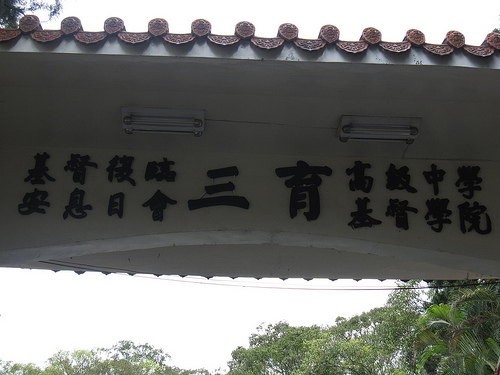 基督復臨
安息日會
三育
高級中學
基督學院